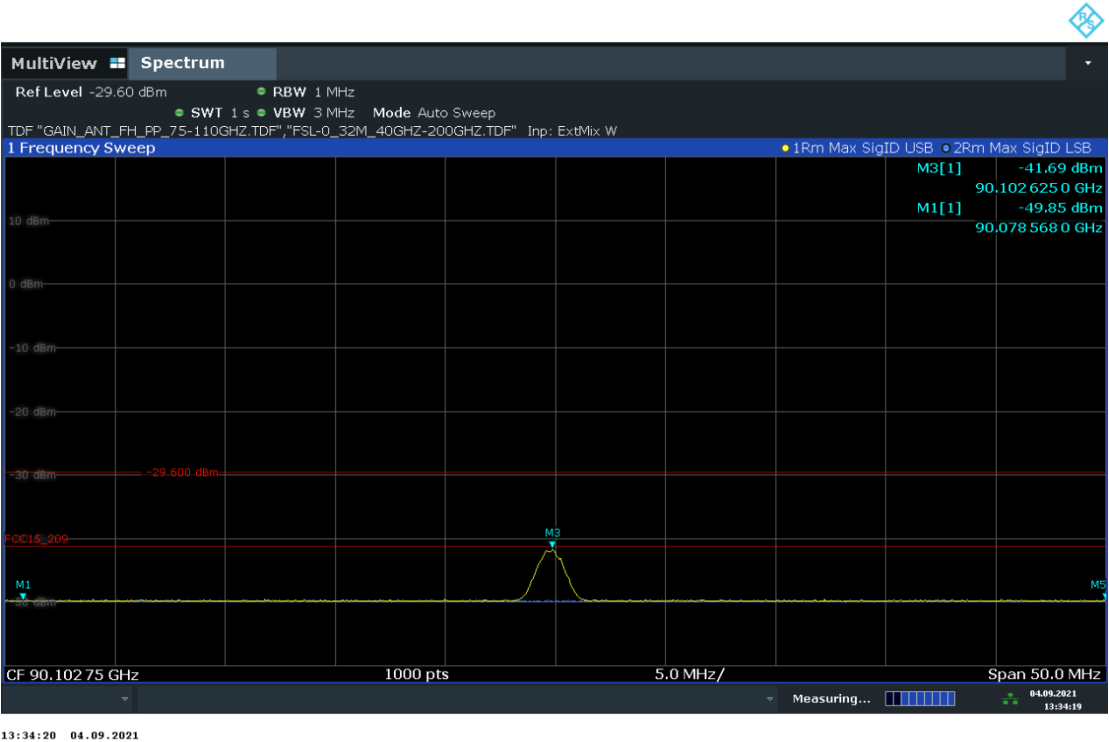 R&S
MultiView Spectrum
Ref Level -29.60 dBm RBW 1 MHz
SWT 1 s VBW 3 MHz Mode Auto Sweep
TDF "GAIN_ANT_FH_PP_75-110GHZ.TDF","FSL-0_32M_40GHZ-200GHZ.TDF" Inp: ExtMix W
1 Frequency Sweep 1Rm Max SigID USB 2Rm Max SigID LSB
M3[1] -41.69 dBm
90.102 625 0 GHz
M1[1] -49.85 dBm
90.078 568 0 GHz
10 dBm
0 dBm
-10 dBm
-20 dBm
-29.600 dBm
-30 dBm
M3
FCC15_209
M1 M5
-50 dBm
CF 90.102 75 GHz 1000 pts 5.0 MHz/ Span 50.0 MHz
Measuring... 04.09.2021
13:34:19
13:34:20 04.09.2021